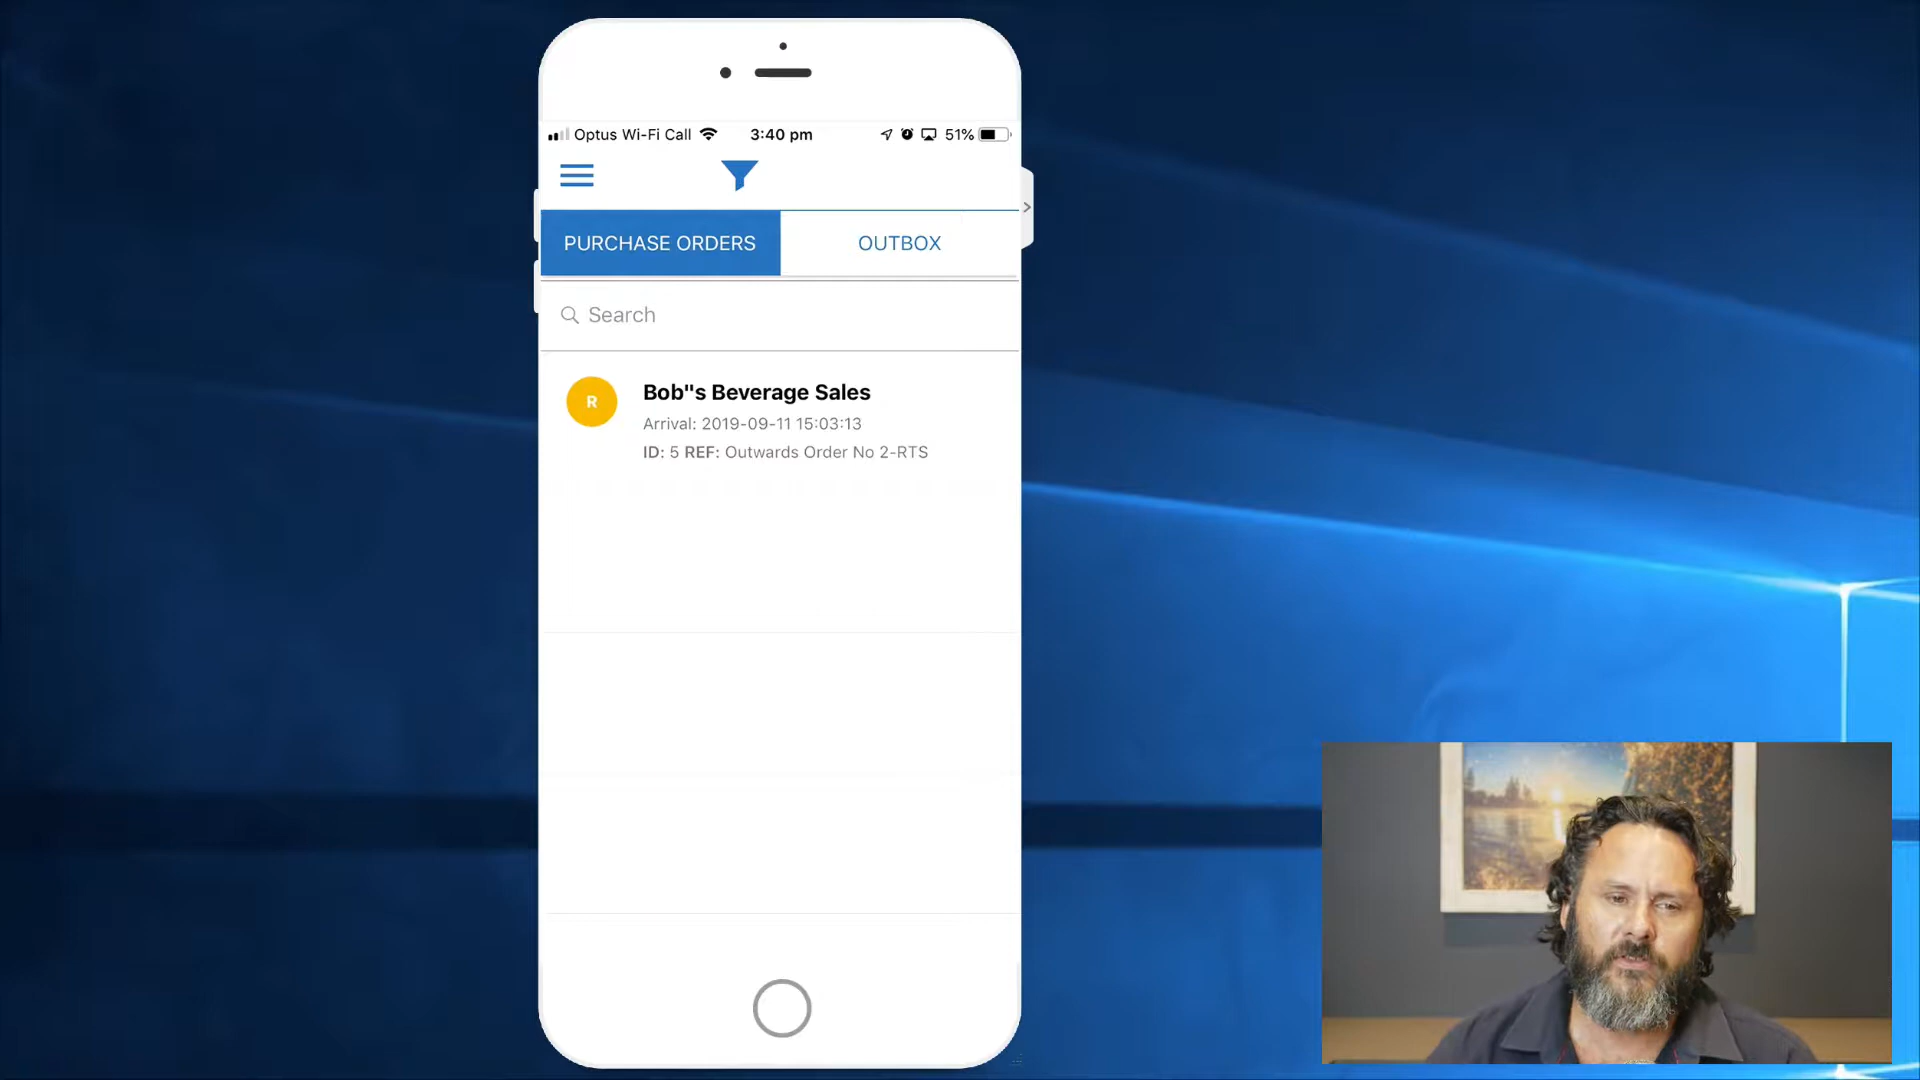 Optus Wi-Fi Call 3:40 pm 51%
PURCHASE ORDERS OUTBOX
Search
R
Bob"s Beverage Sales
Arrival: 2019-09-11 15:03:13
ID: 5 REF: Outwards Order No 2-RTS